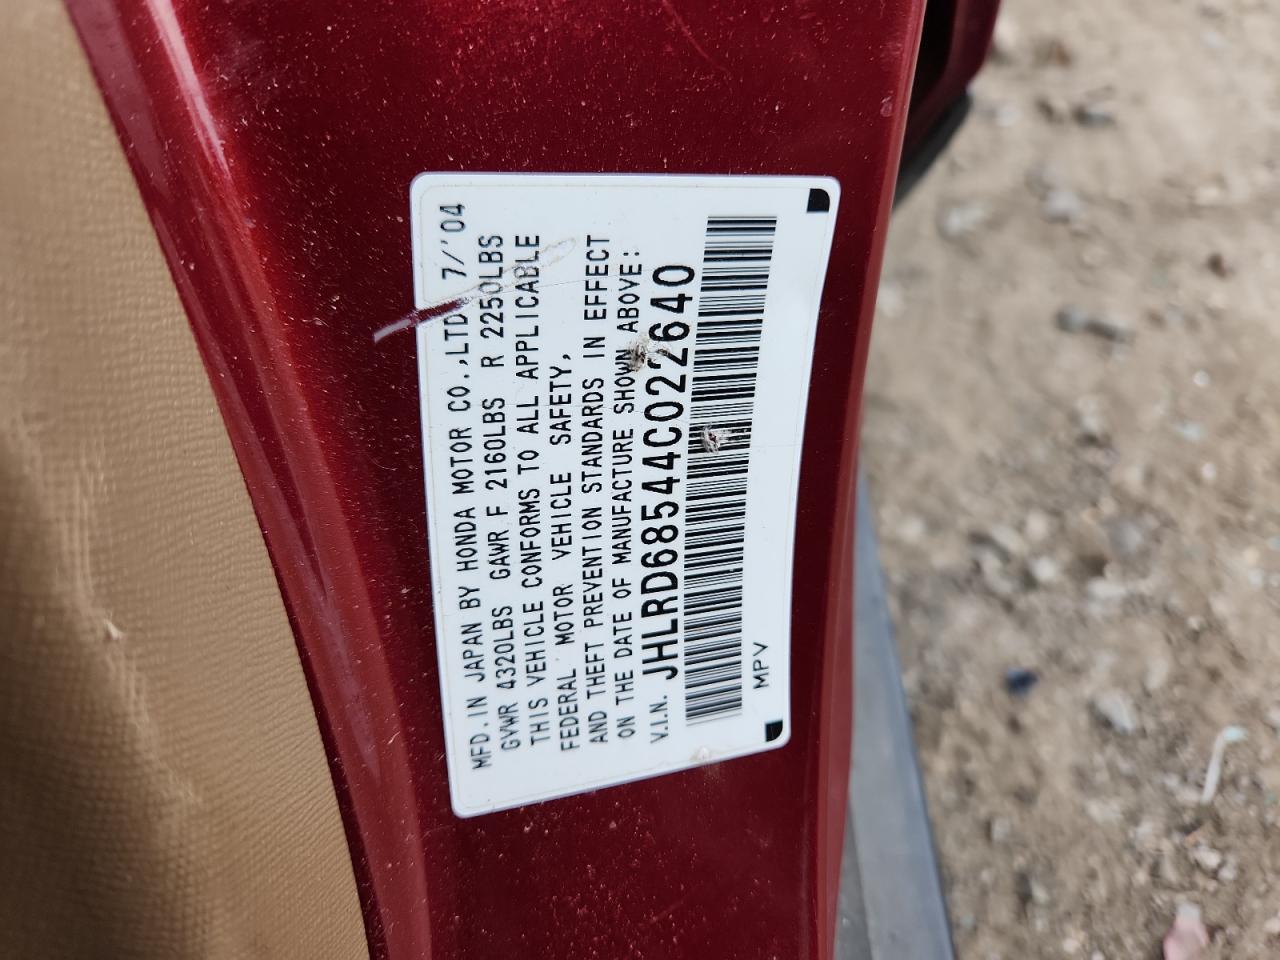 MFD. IN JAPAN BY HONDA MOTOR CO.,LTD 7/'04
GVWR 4320LBS GAWR F 2160LBS R 2250LBS
THIS VEHICLE CONFORMS TO ALL APPLICABLE
FEDERAL MOTOR VEHICLE SAFETY,
AND THEFT PREVENTION STANDARDS IN EFFECT
ON THE DATE OF MANUFACTURE SHOWN ABOVE:
V.I.N. JHLRD68544C022640
MPV